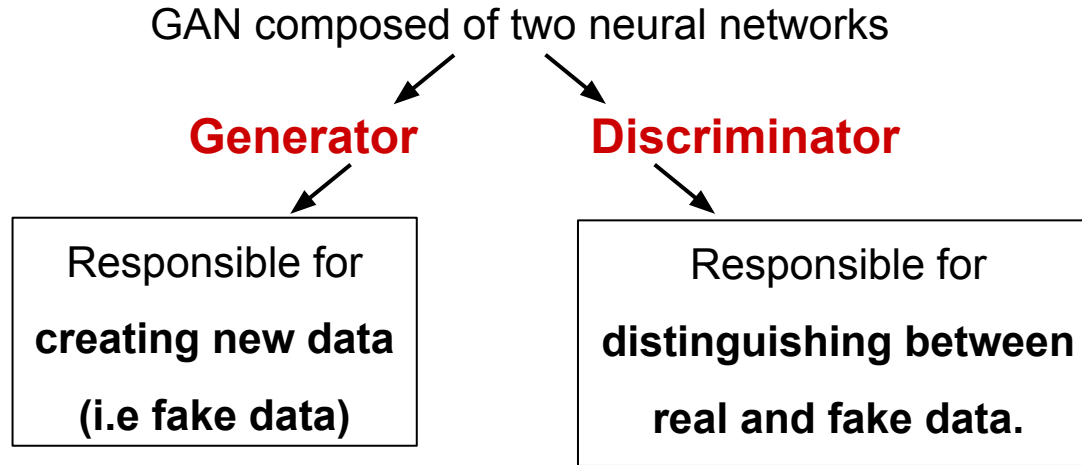 GAN composed of two neural networks
Generator
Discriminator
Responsible for
creating new data
(i.e fake data)
Responsible for
distinguishing between
real and fake data.